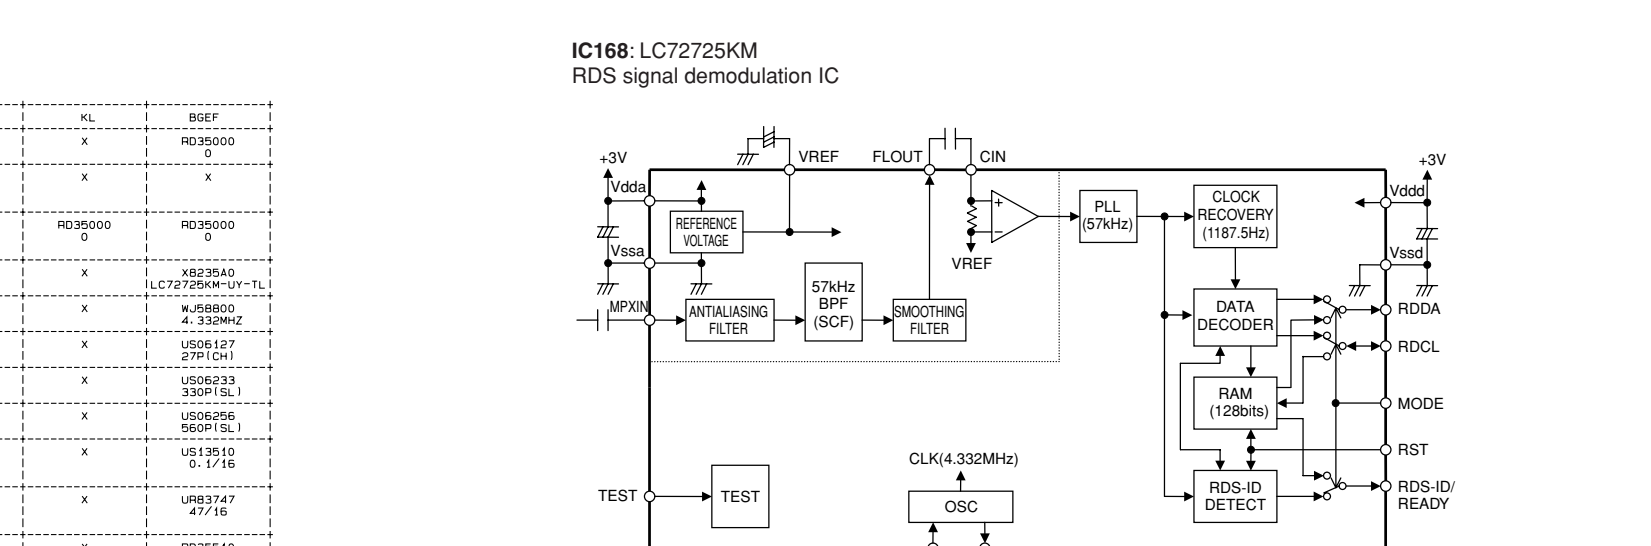 IC168: LC72725KM
RDS signal demodulation IC
KL BGEF
X RD35000
0
X X
RD35000 RD35000
0 0
X X8235A0
LC72725KM-UY-TL
X WJ58800
4.332MHZ
X US06127
27P(CH)
X US06233
330P(SL)
X US06256
560P(SL)
X US13510
0.1/16
X UR83747
47/16
+3V
VREF
FLOUT
CIN
+3V
Vdda
Vddd
REFERENCE
VOLTAGE
+
−
VREF
PLL
(57kHz)
CLOCK
RECOVERY
(1187.5Hz)
Vssa
Vssd
MPXIN
ANTIALIASING
FILTER
57kHz
BPF
(SCF)
SMOOTHING
FILTER
DATA
DECODER
RDDA
RDCL
RAM
(128bits)
MODE
RST
CLK(4.332MHz)
TEST
TEST
OSC
RDS-ID
DETECT
RDS-ID/
READY